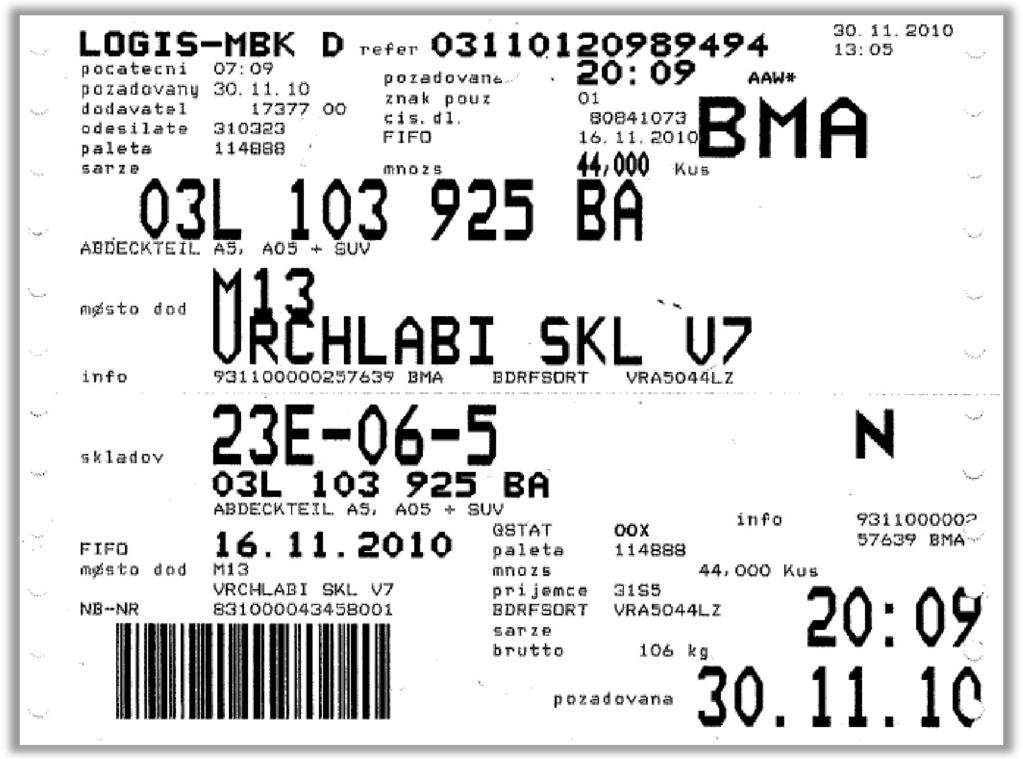 LOGIS-MBK D refer 03110120989494 30.11.2010
13:05
pocatecni 07:09 pozadovana 20:09 AAW*
pozadovany 30.11.10 znak pouz 01 BMA
dodavatel 17377 00 cis.dl. 80841073
odesilate 310323 FIFO 16.11.2010
paleta 114888
sarze mnozs 44,000 Kus
03L 103 925 BA
ABDECKTEIL A5, A05 + SUV
møsto dod M13
VRCHLABI SKL V7
info 9311000000257639 BMA BDRFSORT VRA5044LZ
skladov 23E-06-5 N
03L 103 925 BA
ABDECKTEIL A5, A05 + SUV
FIFO 16.11.2010
møsto dod M13
VRCHLABI SKL V7
NB-NR 831000043458001
QSTAT 00X
paleta 114888
mnozs 44,000 Kus
prijemce 31S5
BDRFSORT VRA5044LZ
sarze
brutto 106 kg
info 9311000002
57639 BMA
20:09
pozadovana 30.11.10